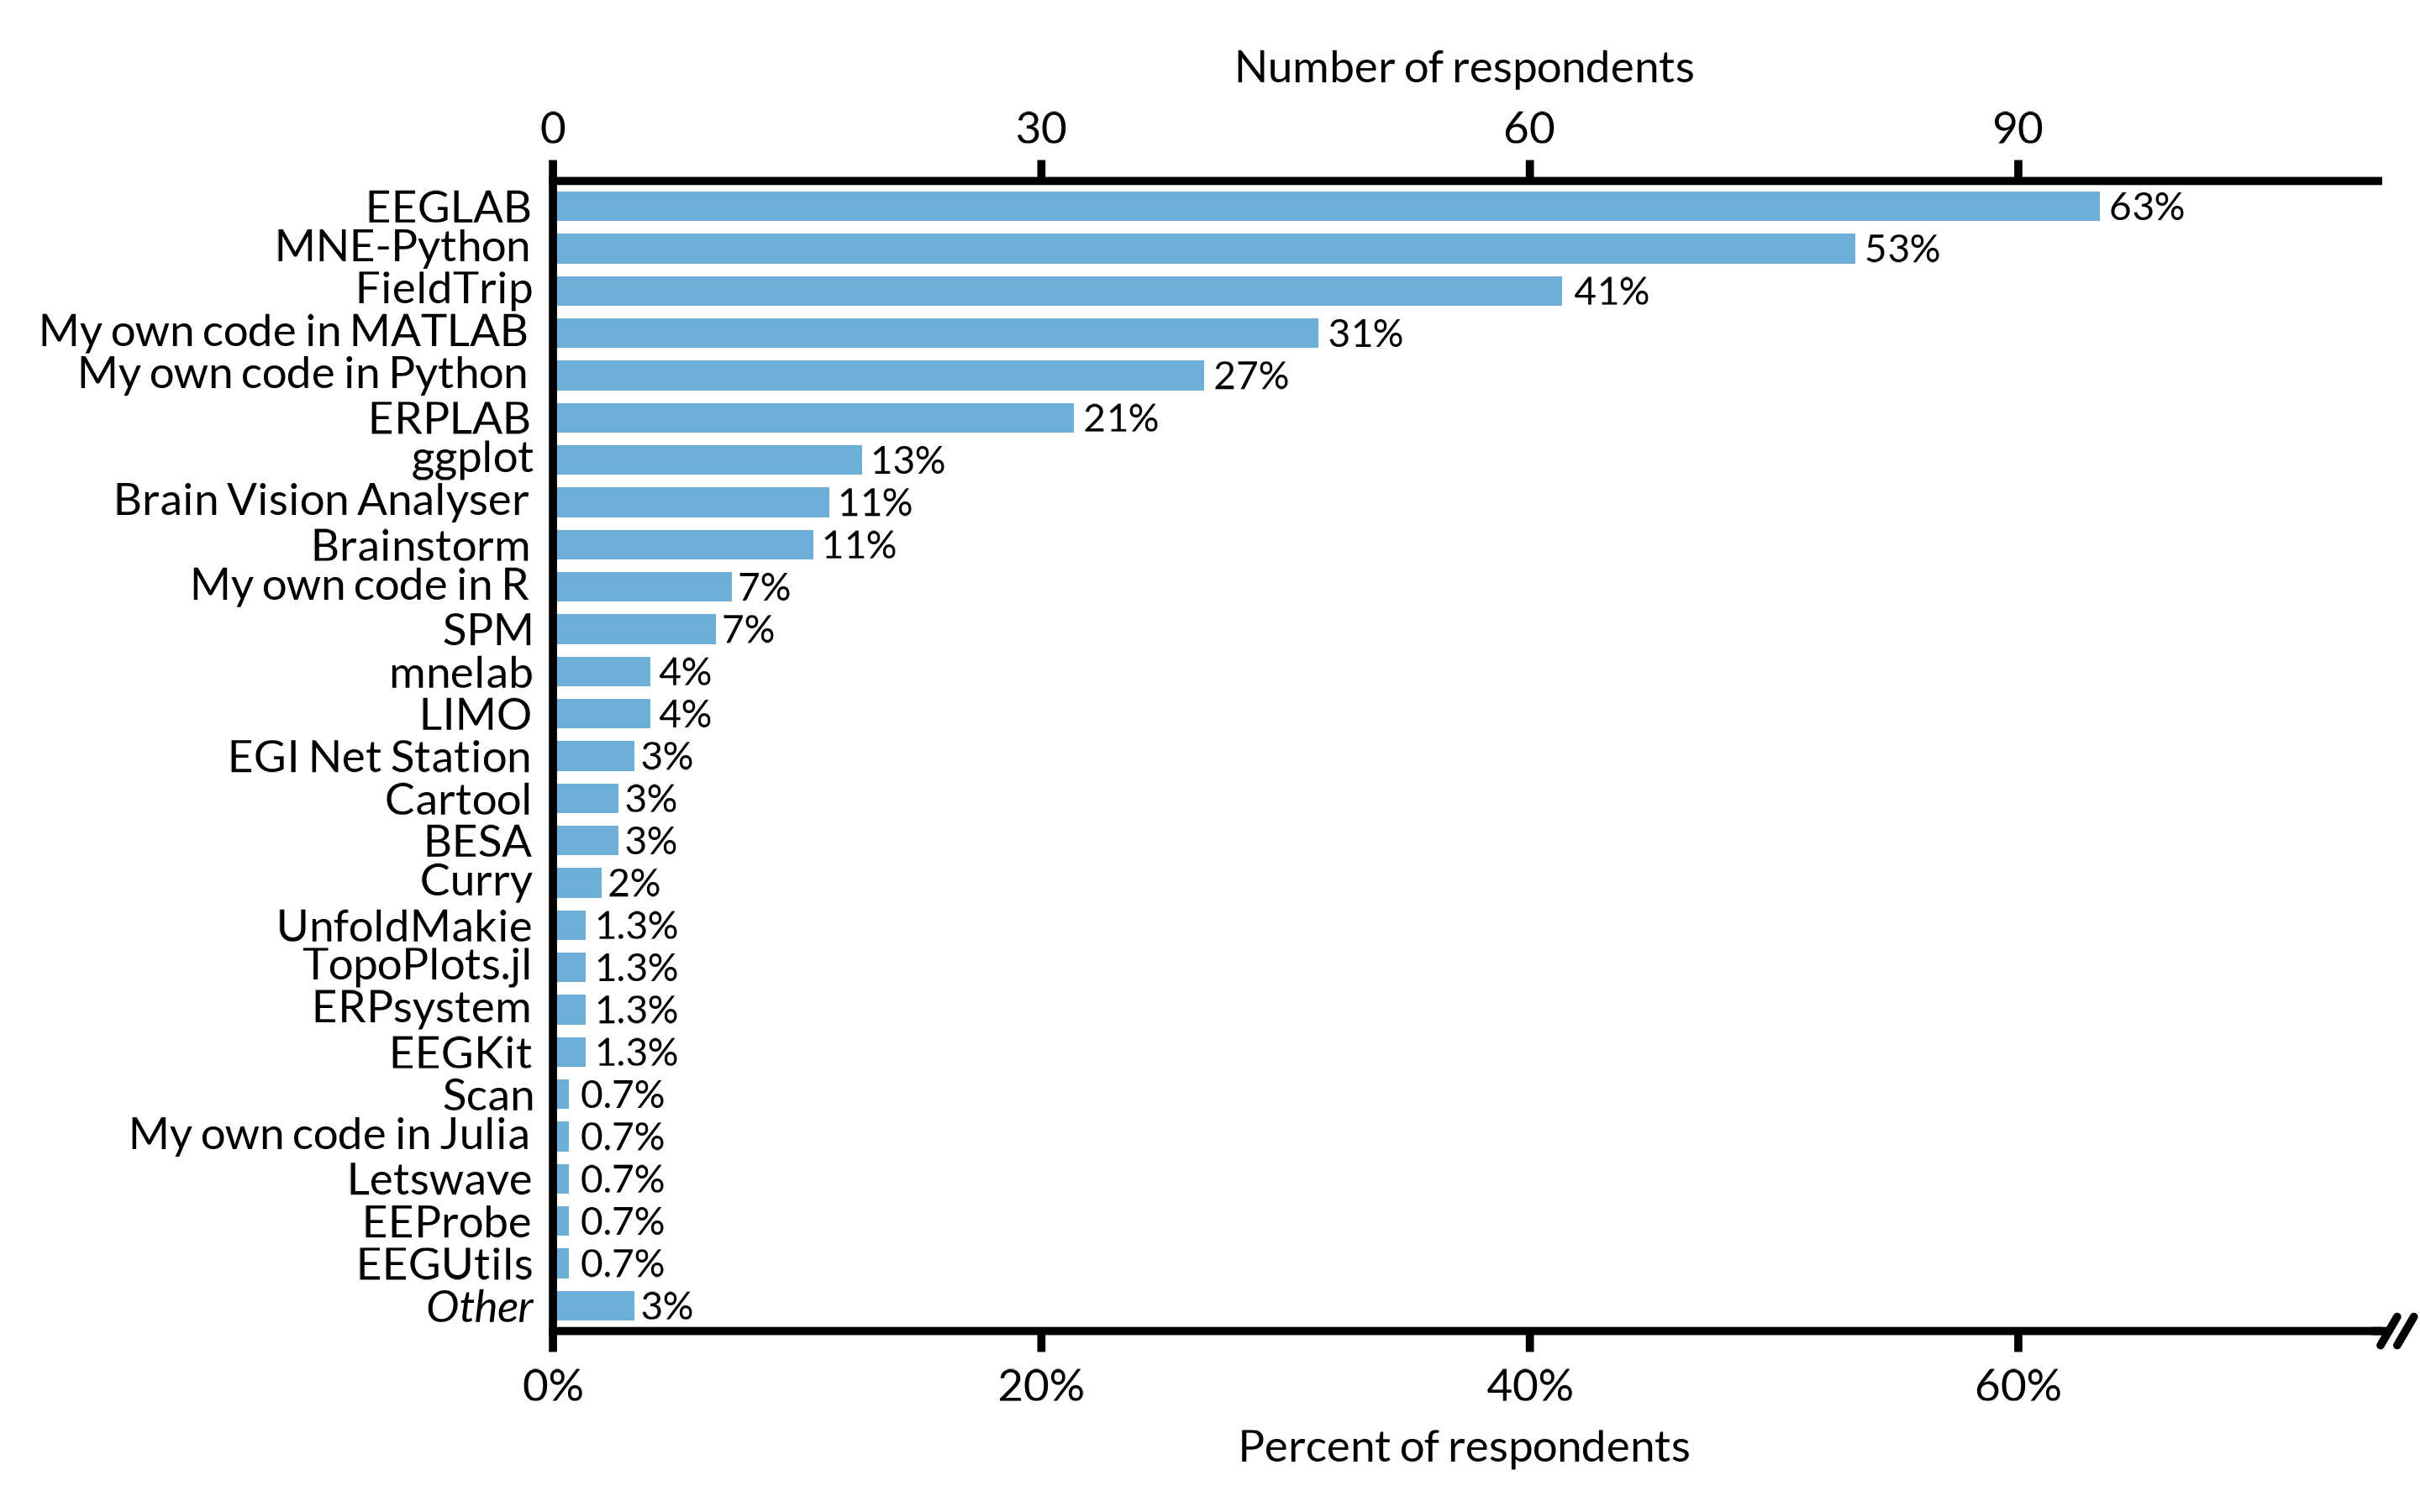 Number of respondents
0 30 60 90
EEGLAB 63%
MNE-Python 53%
FieldTrip 41%
My own code in MATLAB 31%
My own code in Python 27%
ERPLAB 21%
ggplot 13%
Brain Vision Analyser 11%
Brainstorm 11%
My own code in R 7%
SPM 7%
mnelab 4%
LIMO 4%
EGI Net Station 3%
Cartool 3%
BESA 3%
Curry 2%
UnfoldMakie 1.3%
TopoPlots.jl 1.3%
ERPsystem 1.3%
EEGKit 1.3%
Scan 0.7%
My own code in Julia 0.7%
Letswave 0.7%
EEProbe 0.7%
EEGUtils 0.7%
Other 3%
0% 20% 40% 60%
Percent of respondents